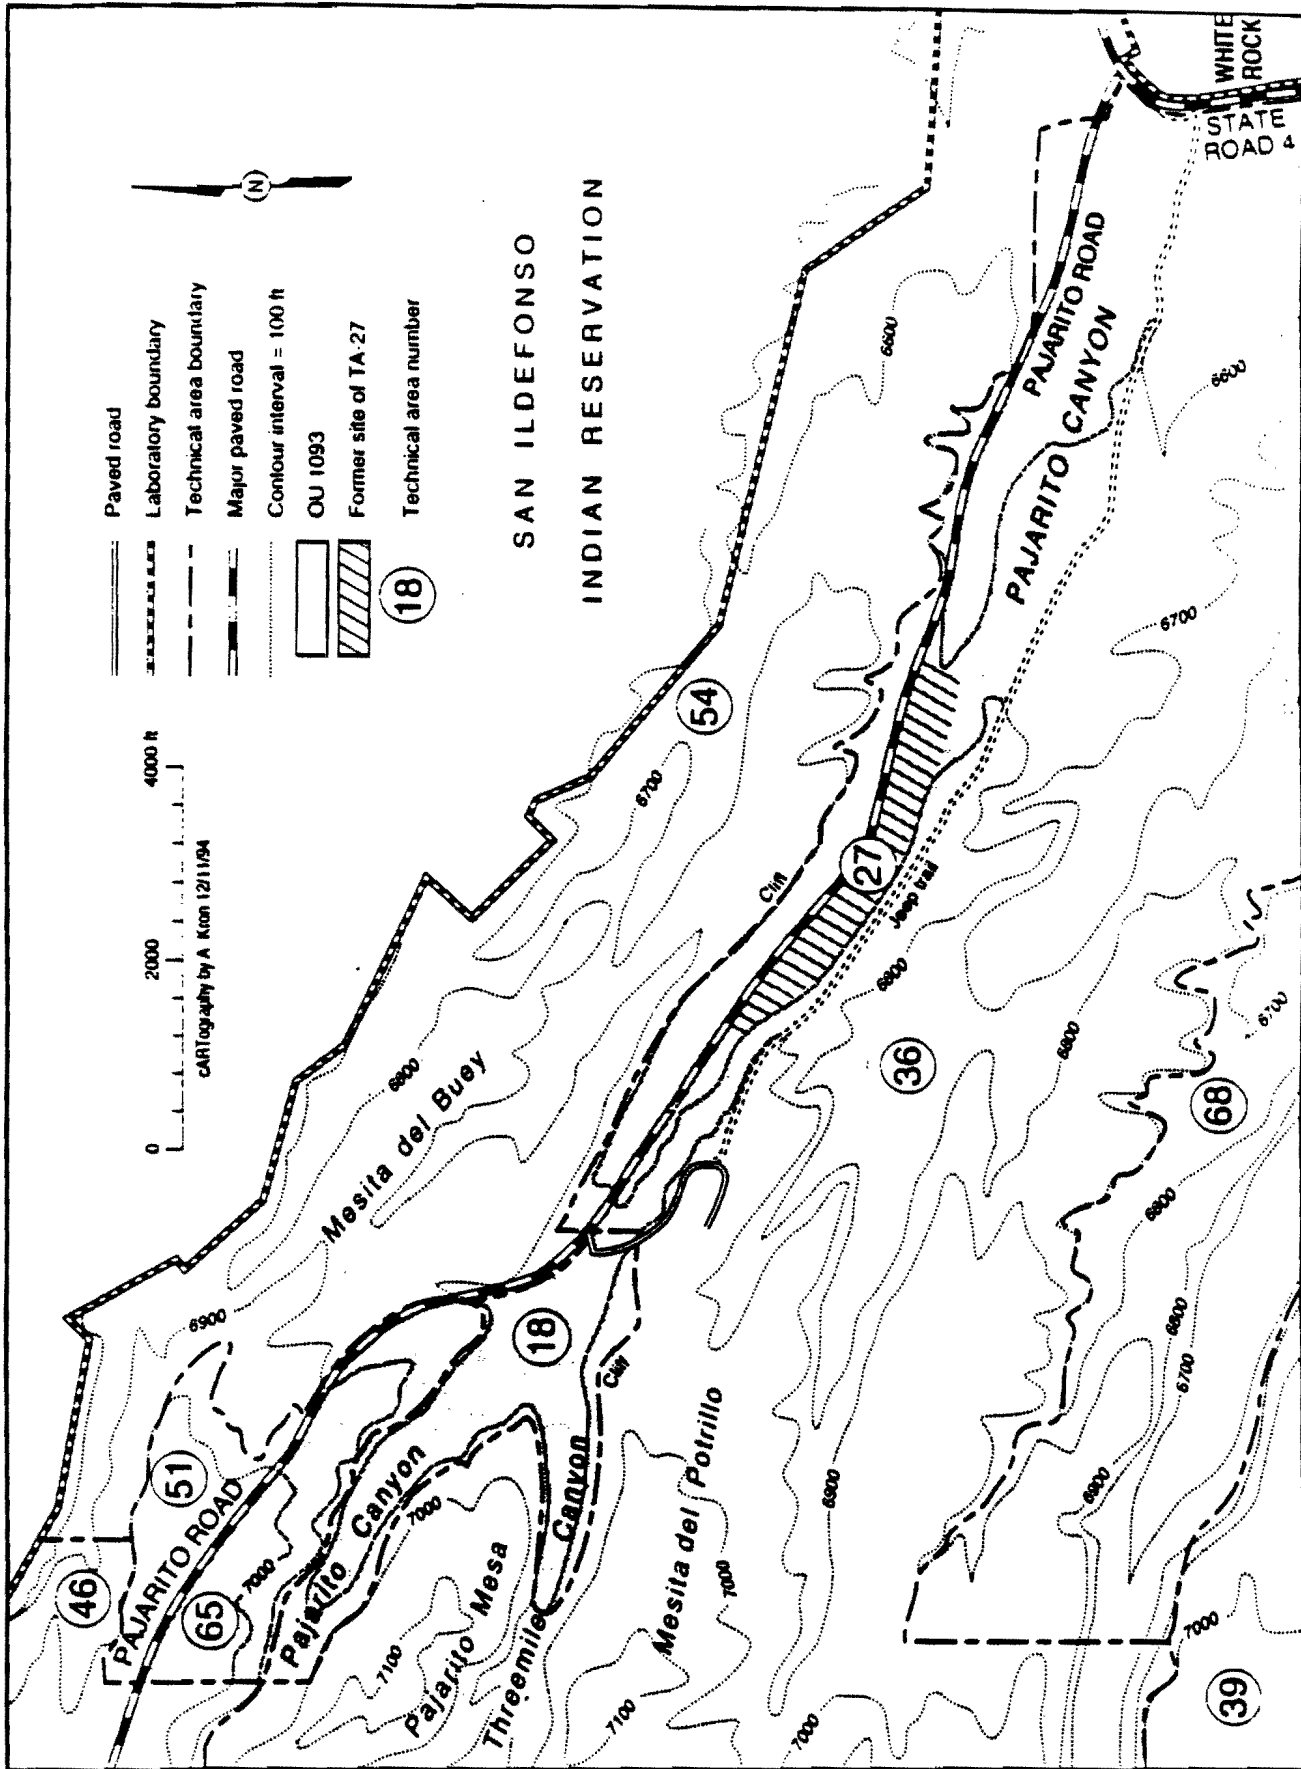 Paved road
Laboratory boundary
Technical area boundary
Major paved road
Contour interval = 100 ft
OU 1093
Former site of TA-27
18
Technical area number
N
0
2000
4000 ft
cARTography by A Kron 12/11/94
SAN ILDEFONSO
INDIAN RESERVATION
WHITE
ROCK
STATE
ROAD 4
46
51
PAJARITO ROAD
65
6900
7000
Pajarito
Canyon
7000
7100
Pajarito Mesa
Threemile
Canyon
18
Cliff
Mesita del Buey
6800
6700
54
Cliff
27
Jeep trail
6600
PAJARITO ROAD
PAJARITO CANYON
6600
6700
7100
Mesita del Potrillo
7000
7000
6900
36
6800
6800
6700
68
6800
6800
6700
6900
7000
39